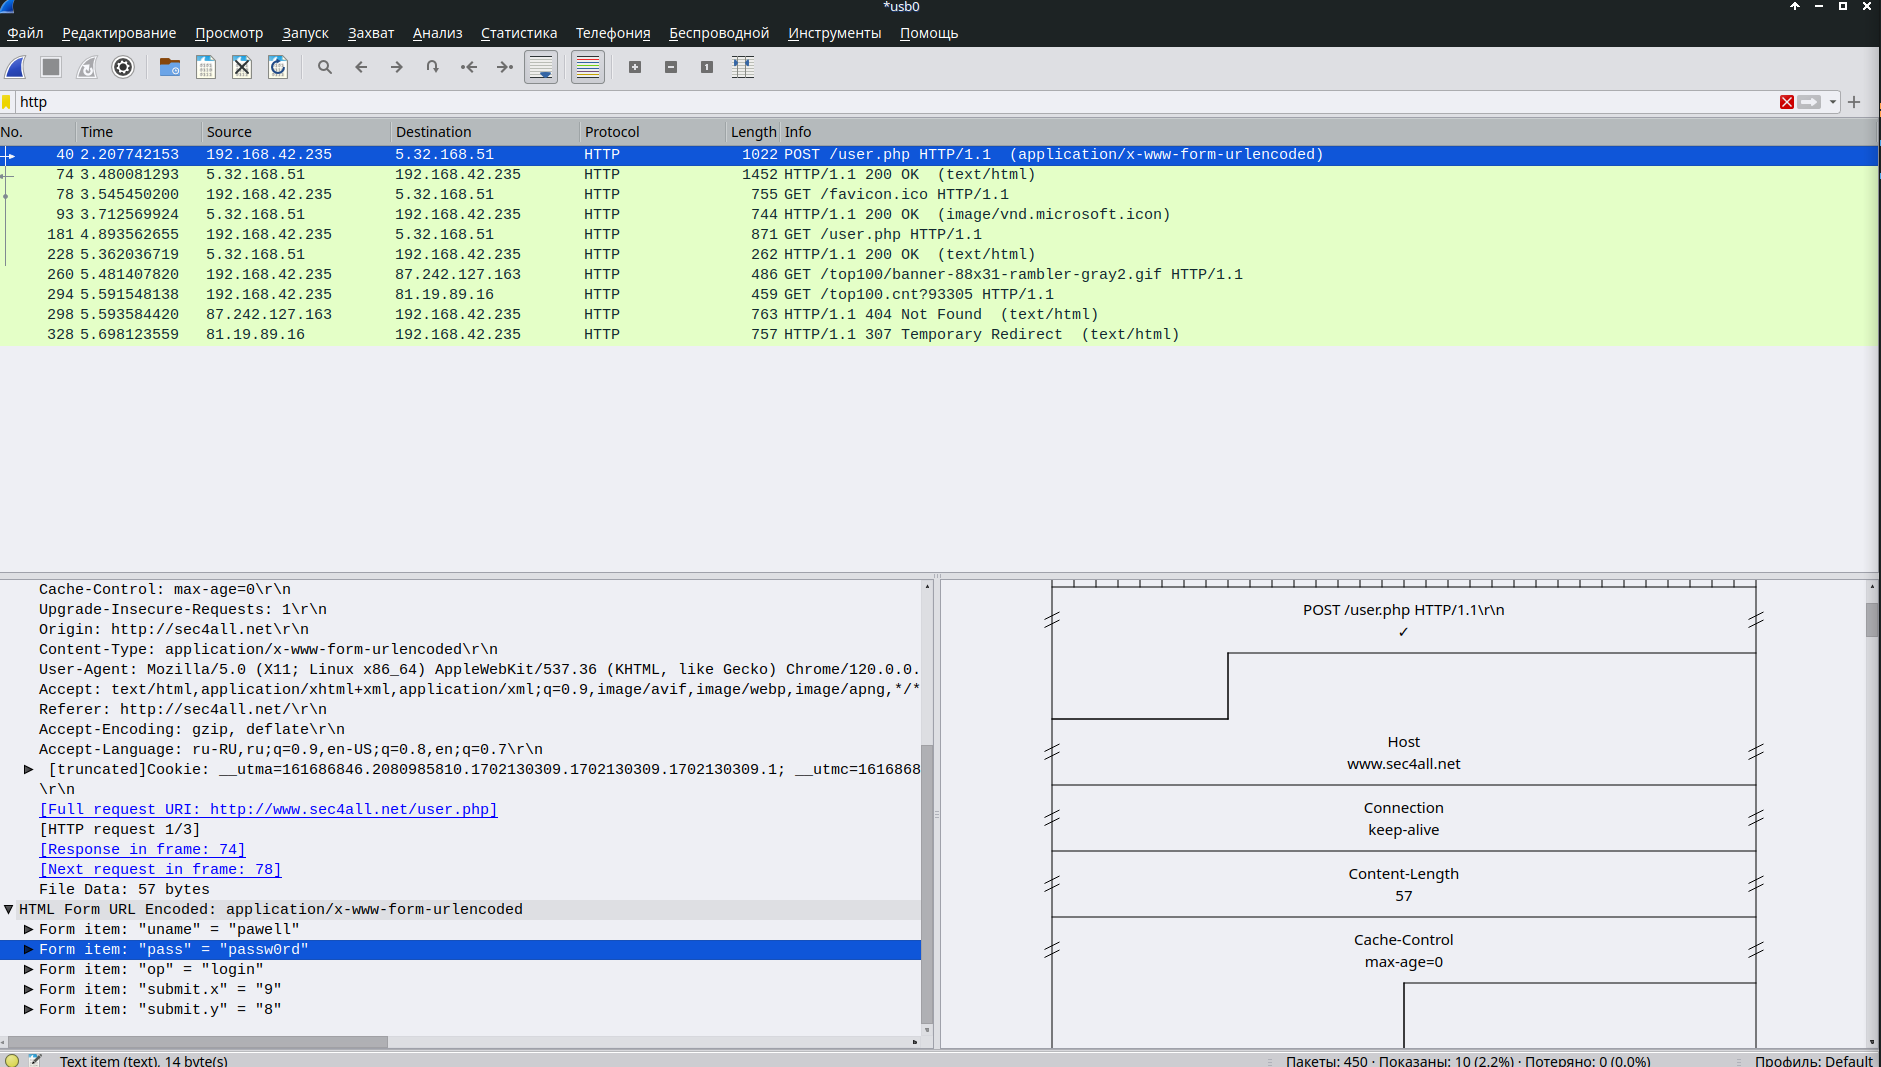 *usb0
Файл Редактирование Просмотр Запуск Захват Анализ Статистика Телефония Беспроводной Инструменты Помощь
http
No. Time Source Destination Protocol Length Info
40 2.207742153 192.168.42.235 5.32.168.51 HTTP 1022 POST /user.php HTTP/1.1  (application/x-www-form-urlencoded)
74 3.480081293 5.32.168.51 192.168.42.235 HTTP 1452 HTTP/1.1 200 OK  (text/html)
78 3.545450200 192.168.42.235 5.32.168.51 HTTP 755 GET /favicon.ico HTTP/1.1
93 3.712569924 5.32.168.51 192.168.42.235 HTTP 744 HTTP/1.1 200 OK  (image/vnd.microsoft.icon)
181 4.893562655 192.168.42.235 5.32.168.51 HTTP 871 GET /user.php HTTP/1.1
228 5.362036719 5.32.168.51 192.168.42.235 HTTP 262 HTTP/1.1 200 OK  (text/html)
260 5.481407820 192.168.42.235 87.242.127.163 HTTP 486 GET /top100/banner-88x31-rambler-gray2.gif HTTP/1.1
294 5.591548138 192.168.42.235 81.19.89.16 HTTP 459 GET /top100.cnt?93305 HTTP/1.1
298 5.593584420 87.242.127.163 192.168.42.235 HTTP 763 HTTP/1.1 404 Not Found  (text/html)
328 5.698123559 81.19.89.16 192.168.42.235 HTTP 757 HTTP/1.1 307 Temporary Redirect  (text/html)
Cache-Control: max-age=0\r\n
Upgrade-Insecure-Requests: 1\r\n
Origin: http://sec4all.net\r\n
Content-Type: application/x-www-form-urlencoded\r\n
User-Agent: Mozilla/5.0 (X11; Linux x86_64) AppleWebKit/537.36 (KHTML, like Gecko) Chrome/120.0.0.
Accept: text/html,application/xhtml+xml,application/xml;q=0.9,image/avif,image/webp,image/apng,*/*
Referer: http://sec4all.net/\r\n
Accept-Encoding: gzip, deflate\r\n
Accept-Language: ru-RU,ru;q=0.9,en-US;q=0.8,en;q=0.7\r\n
[truncated]Cookie: __utma=161686846.2080985810.1702130309.1702130309.1702130309.1; __utmc=1616868
\r\n
[Full request URI: http://www.sec4all.net/user.php]
[HTTP request 1/3]
[Response in frame: 74]
[Next request in frame: 78]
File Data: 57 bytes
HTML Form URL Encoded: application/x-www-form-urlencoded
Form item: "uname" = "pawell"
Form item: "pass" = "passw0rd"
Form item: "op" = "login"
Form item: "submit.x" = "9"
Form item: "submit.y" = "8"
POST /user.php HTTP/1.1\r\n
✓
Host
www.sec4all.net
Connection
keep-alive
Content-Length
57
Cache-Control
max-age=0
Text item (text), 14 byte(s)
Пакеты: 450 · Показаны: 10 (2.2%) · Потеряно: 0 (0.0%)
Профиль: Default